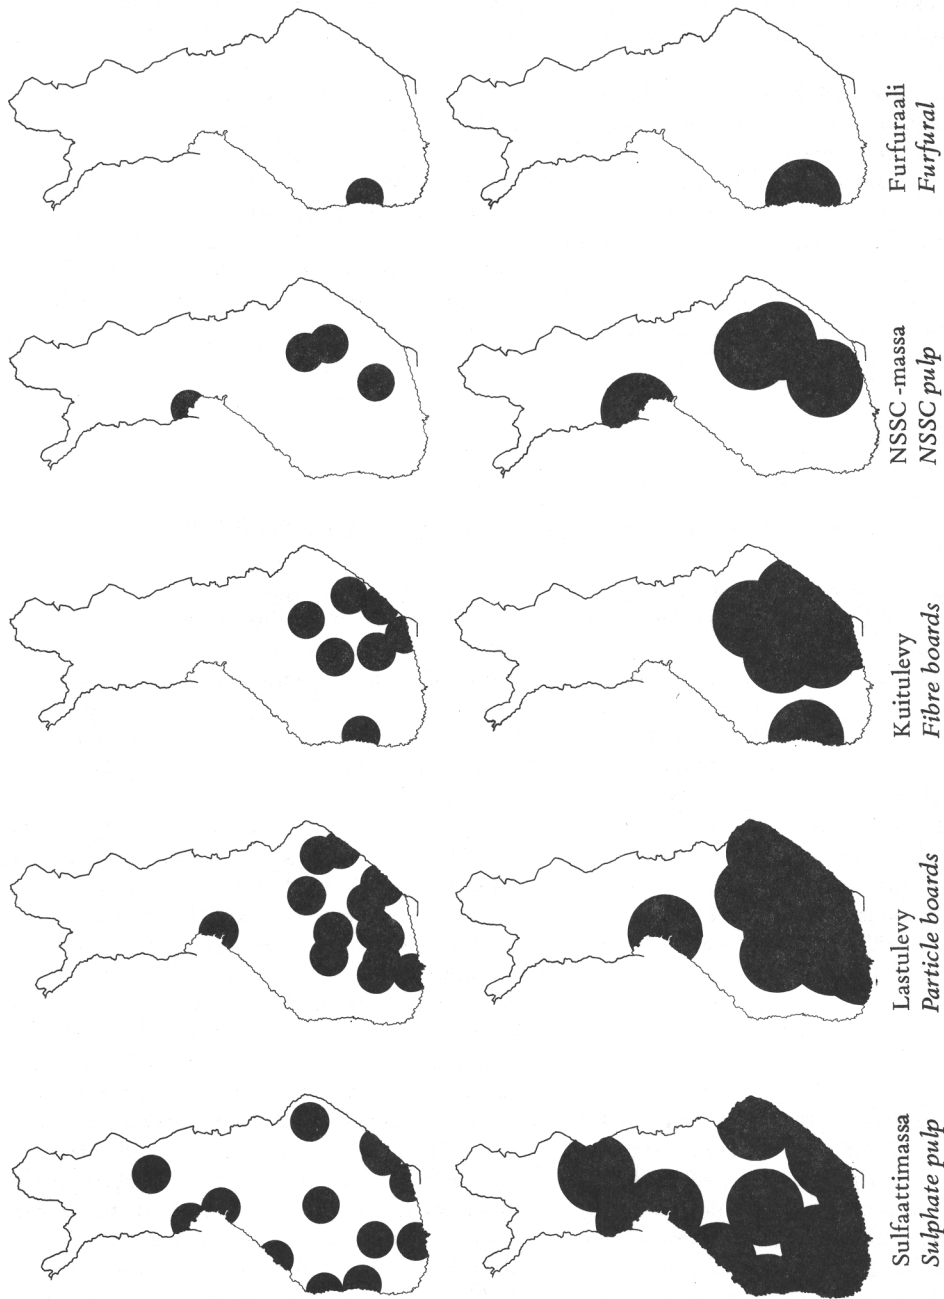 Sulfaattimassa
Sulphate pulp
Lastulevy
Particle boards
Kuitulevy
Fibre boards
NSSC -massa
NSSC pulp
Furfuraali
Furfural